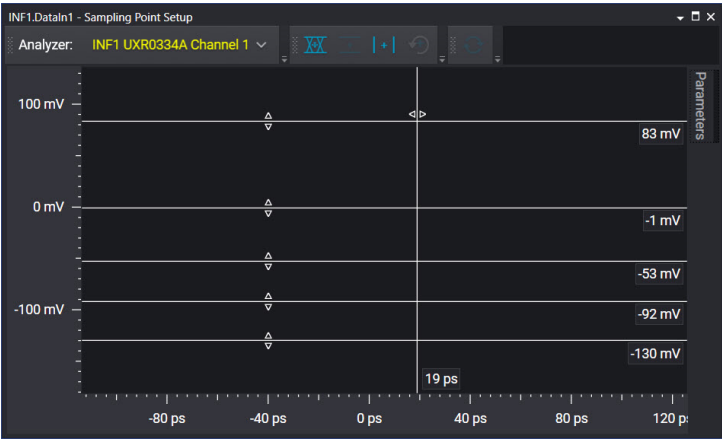 INF1.DataIn1 - Sampling Point Setup
Analyzer: INF1 UXR0334A Channel 1
Parameters
100 mV
83 mV
0 mV
-1 mV
-53 mV
-100 mV
-92 mV
-130 mV
19 ps
-80 ps -40 ps 0 ps 40 ps 80 ps 120 p